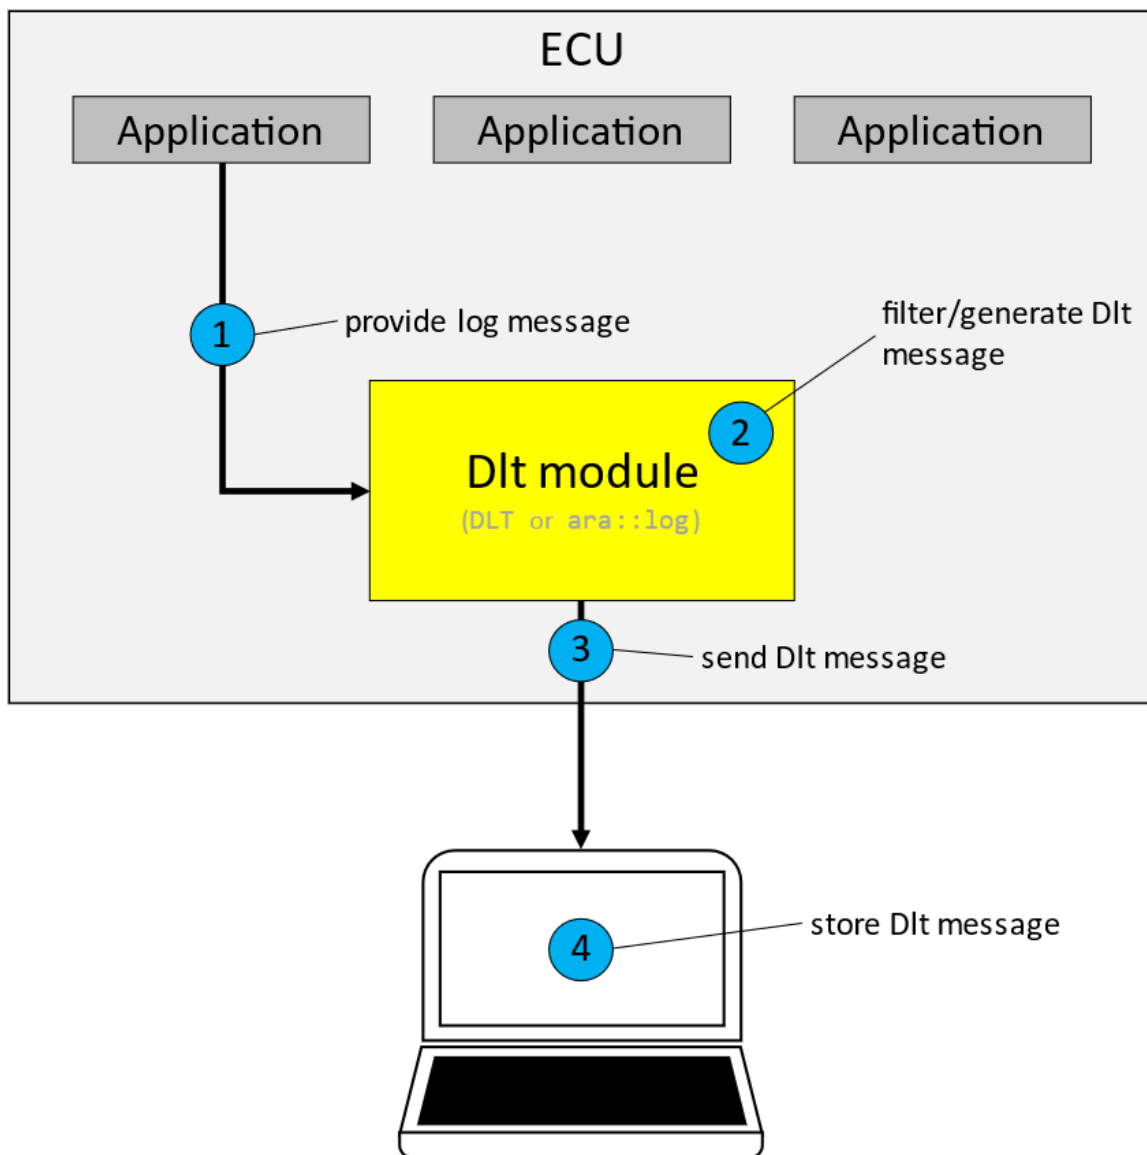 ECU
Application
Application
Application
1
provide log message
filter/generate Dlt
message
2
Dlt module
(DLT or ara::log)
3
send Dlt message
4
store Dlt message